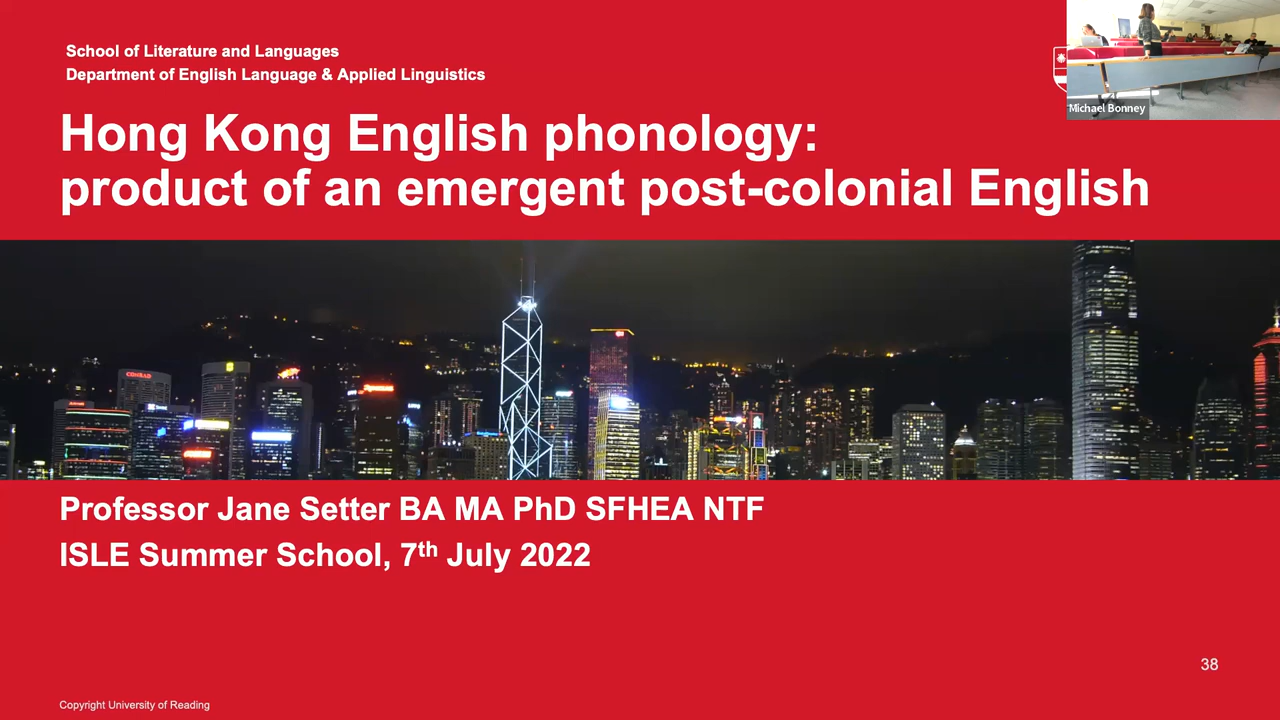 School of Literature and Languages
Department of English Language & Applied Linguistics
Michael Bonney
Hong Kong English phonology:
product of an emergent post-colonial English
CONRAD
Professor Jane Setter BA MA PhD SFHEA NTF
ISLE Summer School, 7th July 2022
38
Copyright University of Reading